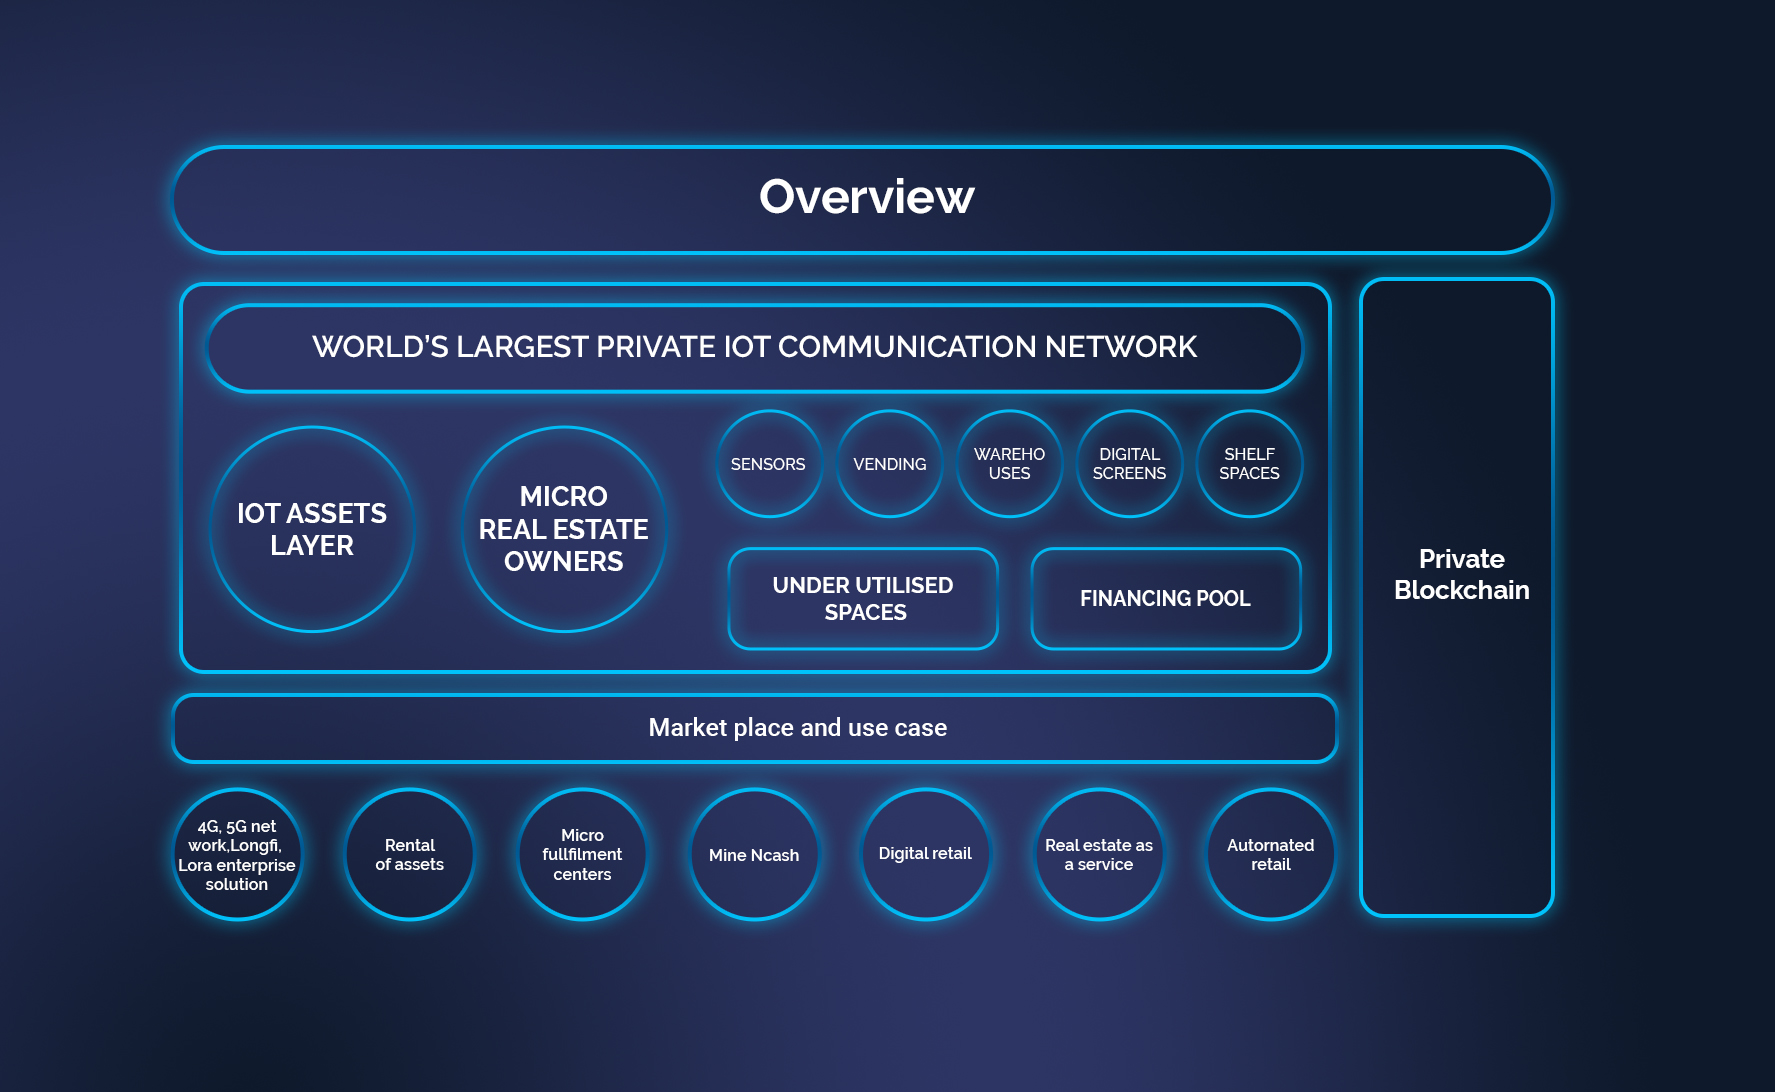 Overview
WORLD’S LARGEST PRIVATE IOT COMMUNICATION NETWORK
IOT ASSETS
LAYER
MICRO
REAL ESTATE
OWNERS
SENSORS
VENDING
WAREHO
USES
DIGITAL
SCREENS
SHELF
SPACES
UNDER UTILISED
SPACES
FINANCING POOL
Private
Blockchain
Market place and use case
4G, 5G net
work,Longfi,
Lora enterprise
solution
Rental
of assets
Micro
fullfilment
centers
Mine Ncash
Digital retail
Real estate as
a service
Autornated
retail